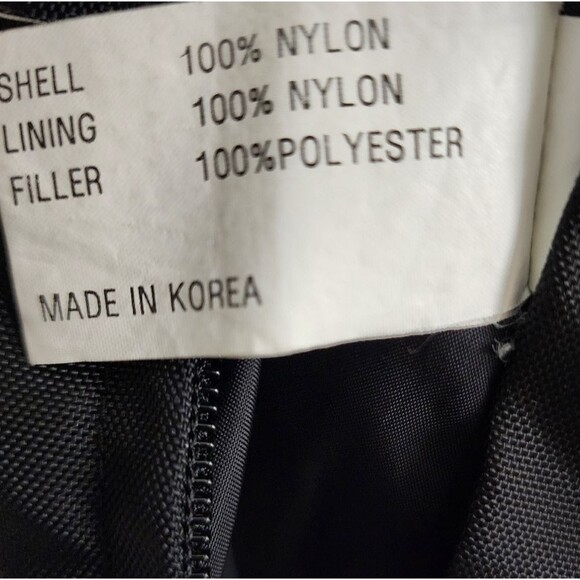 SHELL 100% NYLON
LINING 100% NYLON
FILLER 100%POLYESTER
MADE IN KOREA